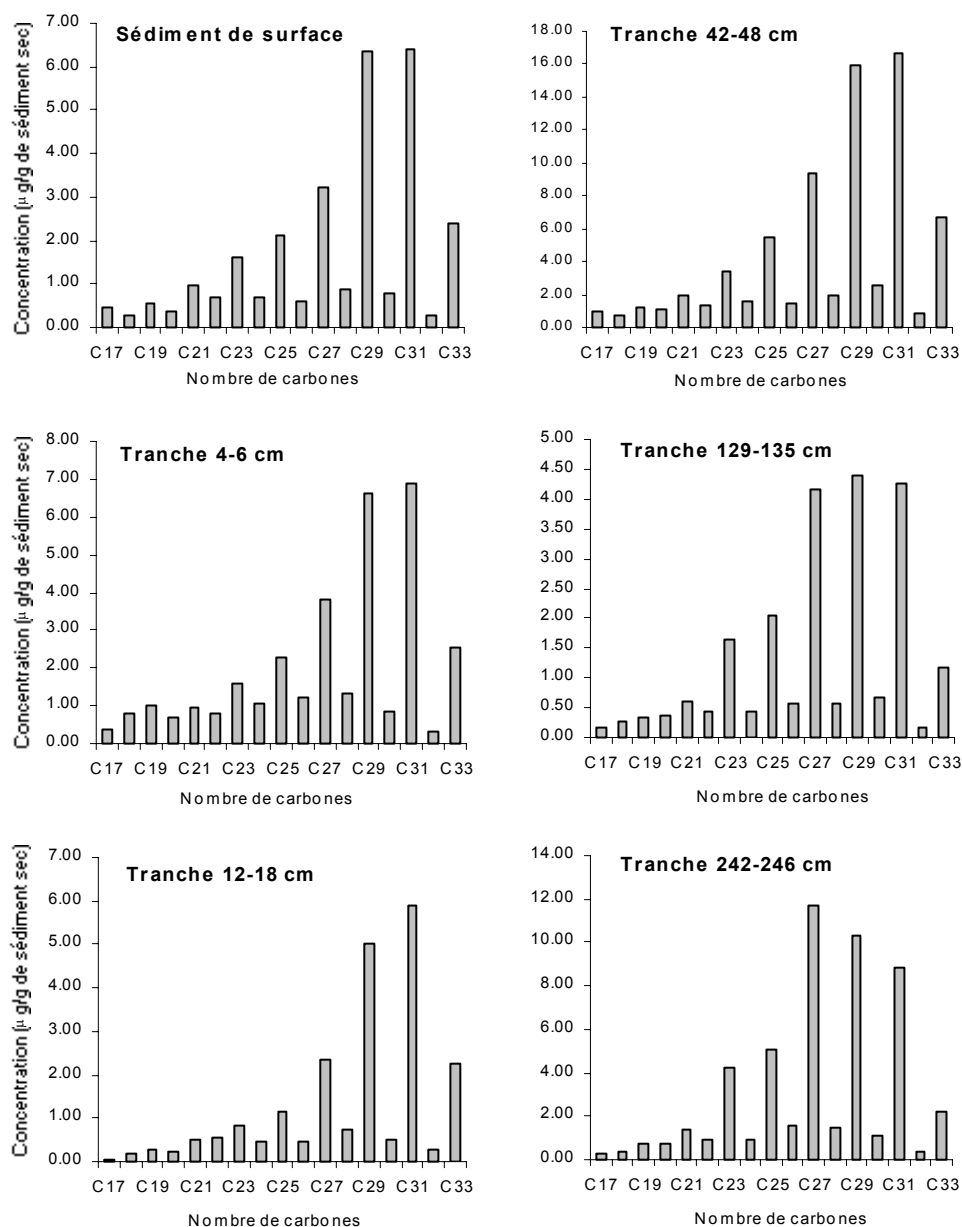 Sédiment de surface
Concentration (µ g/g de sédiment sec)
7.00
6.00
5.00
4.00
3.00
2.00
1.00
0.00
C17 C19 C21 C23 C25 C27 C29 C31 C33
Nombre de carbones
Tranche 42-48 cm
18.00
16.00
14.00
12.00
10.00
8.00
6.00
4.00
2.00
0.00
C17 C19 C21 C23 C25 C27 C29 C31 C33
Nombre de carbones
Tranche 4-6 cm
Concentration (µ g/g de sédiment sec)
8.00
7.00
6.00
5.00
4.00
3.00
2.00
1.00
0.00
C17 C19 C21 C23 C25 C27 C29 C31 C33
Nombre de carbones
Tranche 129-135 cm
5.00
4.50
4.00
3.50
3.00
2.50
2.00
1.50
1.00
0.50
0.00
C17 C19 C21 C23 C25 C27 C29 C31 C33
Nombre de carbones
Tranche 12-18 cm
Concentration (µ g/g de sédiment sec)
7.00
6.00
5.00
4.00
3.00
2.00
1.00
0.00
C17 C19 C21 C23 C25 C27 C29 C31 C33
Nombre de carbones
Tranche 242-246 cm
14.00
12.00
10.00
8.00
6.00
4.00
2.00
0.00
C17 C19 C21 C23 C25 C27 C29 C31 C33
Nombre de carbones